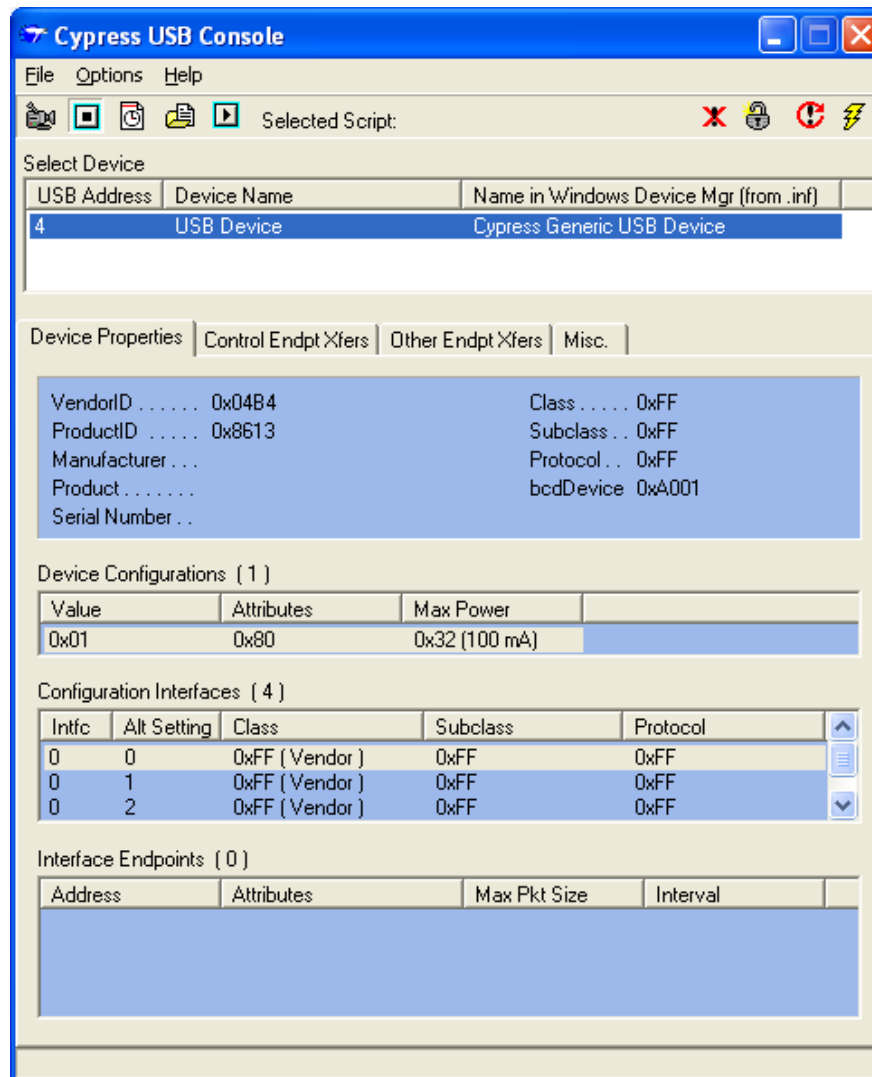 Cypress USB Console
File Options Help
Selected Script:
Select Device
USB Address Device Name Name in Windows Device Mgr (from .inf)
4 USB Device Cypress Generic USB Device
Device Properties Control Endpt Xfers Other Endpt Xfers Misc.
VendorID . . . . . . 0x04B4 Class . . . . . 0xFF
ProductID . . . . . 0x8613 Subclass . . 0xFF
Manufacturer . . . Protocol . . 0xFF
Product . . . . . . . bcdDevice 0xA001
Serial Number . .
Device Configurations ( 1 )
Value Attributes Max Power
0x01 0x80 0x32 (100 mA)
Configuration Interfaces ( 4 )
Intfc Alt Setting Class Subclass Protocol
0 0 0xFF ( Vendor ) 0xFF 0xFF
0 1 0xFF ( Vendor ) 0xFF 0xFF
0 2 0xFF ( Vendor ) 0xFF 0xFF
Interface Endpoints ( 0 )
Address Attributes Max Pkt Size Interval